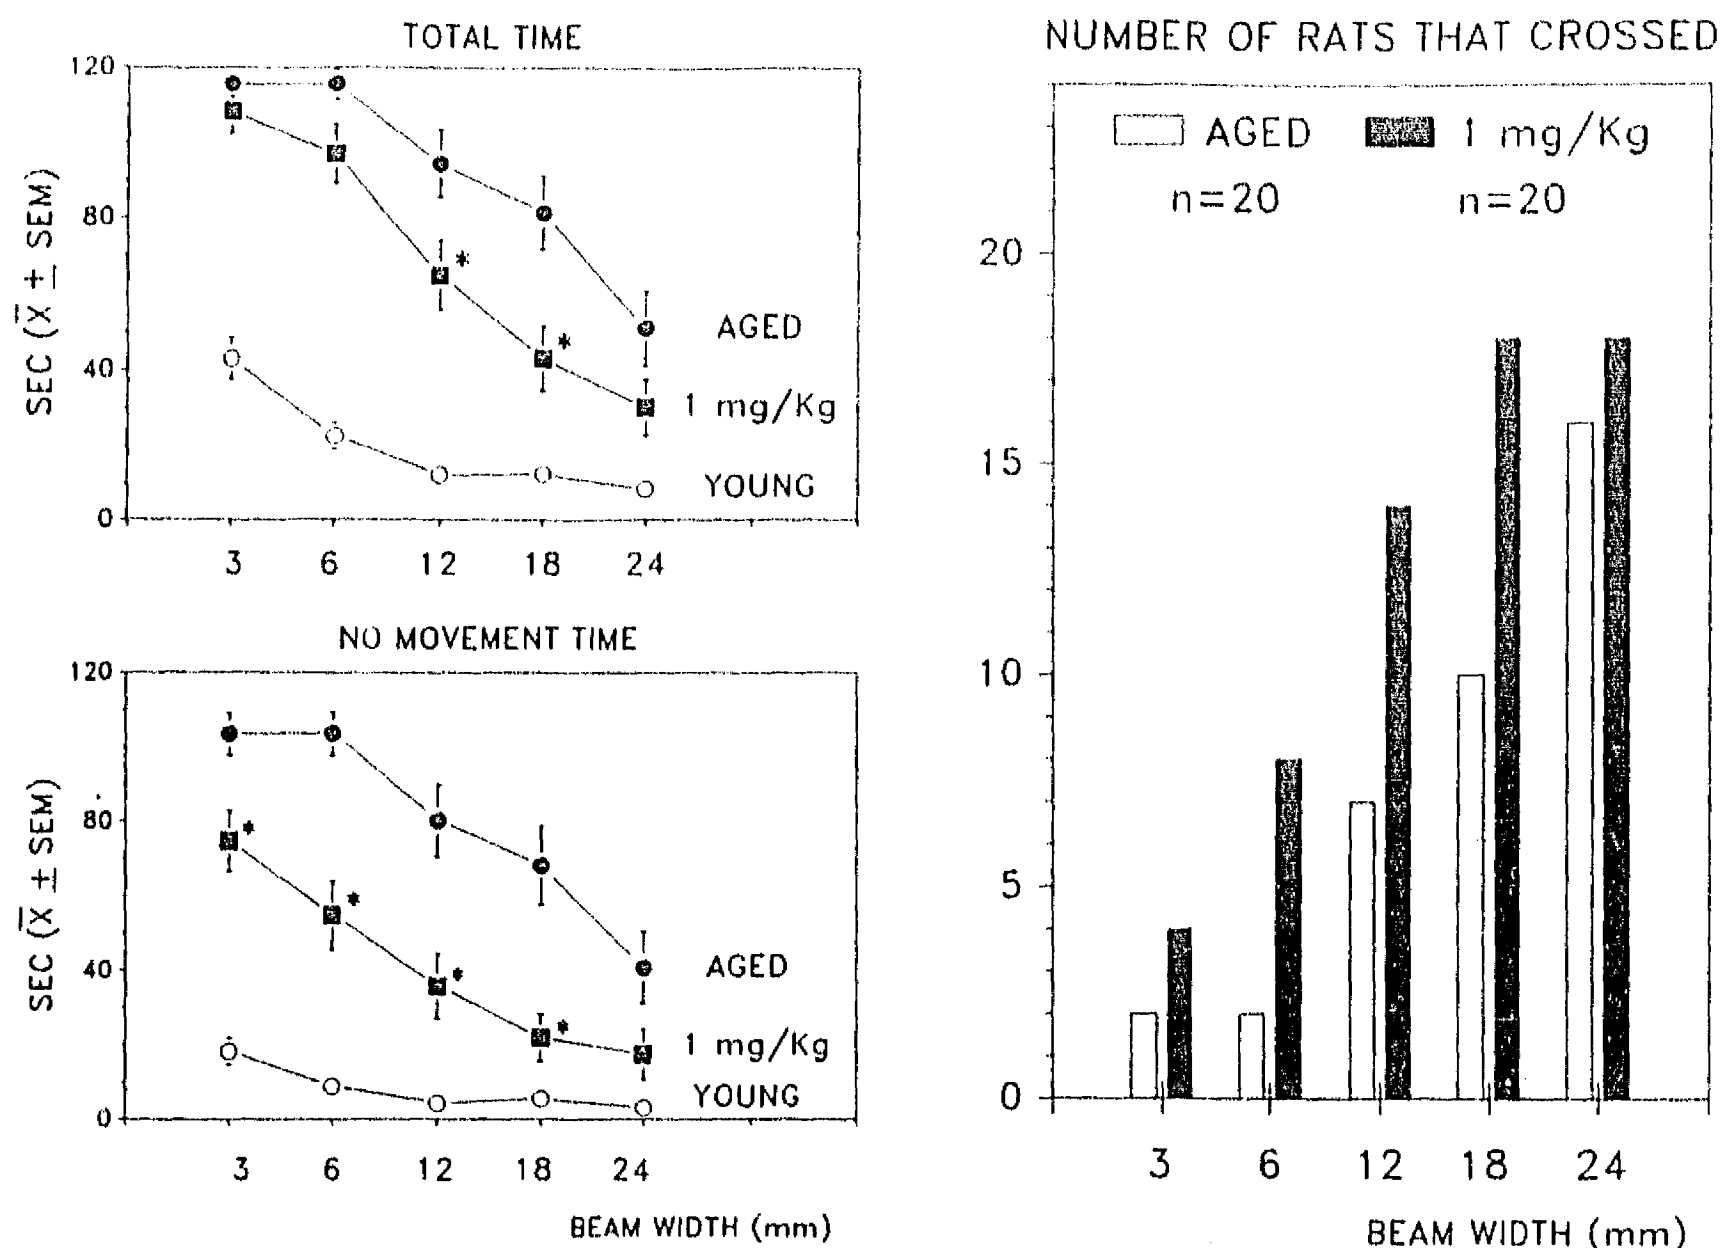 TOTAL TIME
120
80
40
0
SEC (X̄ ± SEM)
*
*
AGED
1 mg/Kg
YOUNG
3 6 12 18 24
NO MOVEMENT TIME
120
80
40
0
SEC (X̄ ± SEM)
*
*
*
*
AGED
1 mg/Kg
YOUNG
3 6 12 18 24
BEAM WIDTH (mm)
NUMBER OF RATS THAT CROSSED
AGED 1 mg/Kg
n=20 n=20
20
15
10
5
0
3 6 12 18 24
BEAM WIDTH (mm)